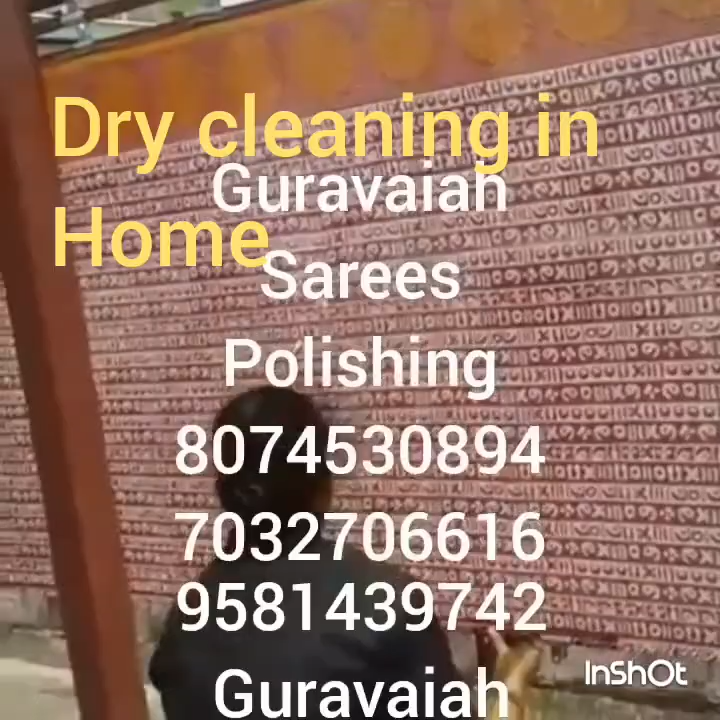 Dry cleaning in
Home
Guravaiah
Sarees
Polishing
8074530894
7032706616
9581439742
Guravaiah
InShOt